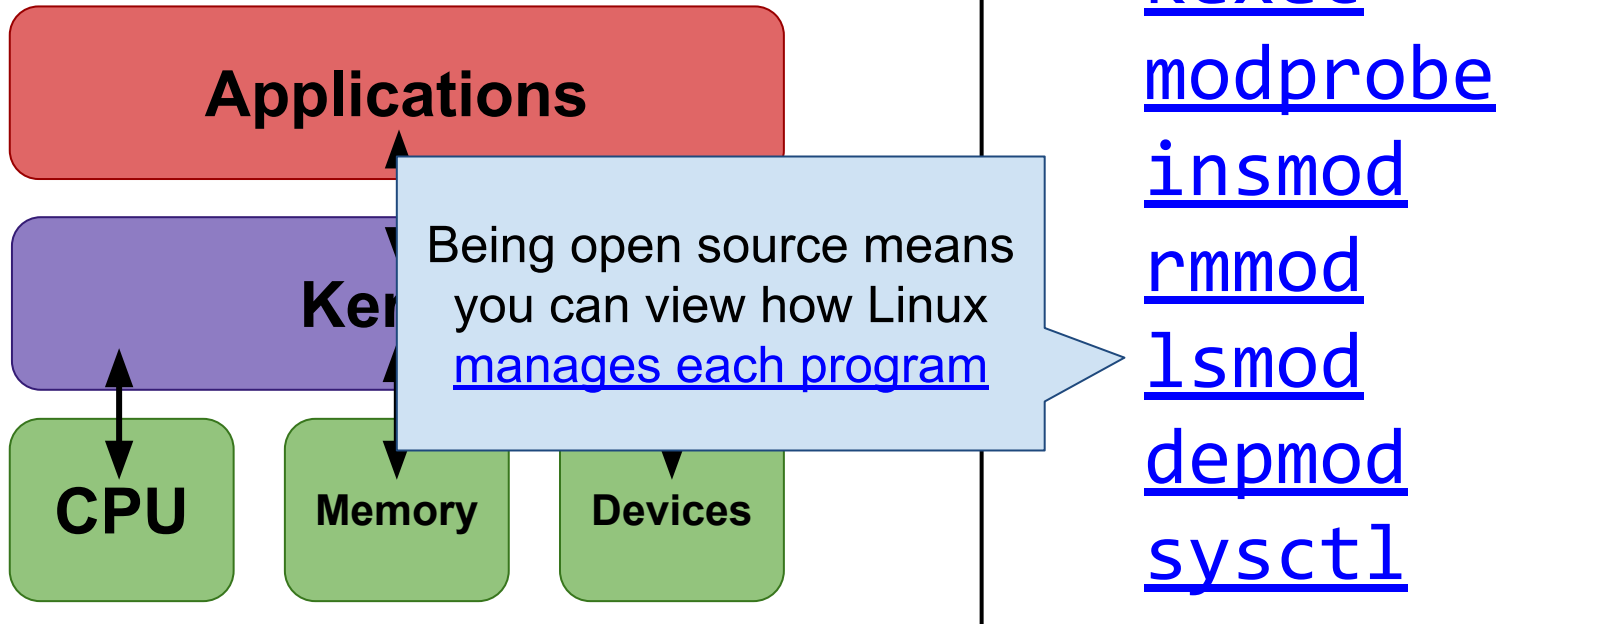 Applications
Being open source means
you can view how Linux
manages each program
CPU
Memory
Devices
modprobe
insmod
rmmod
lsmod
depmod
sysctl